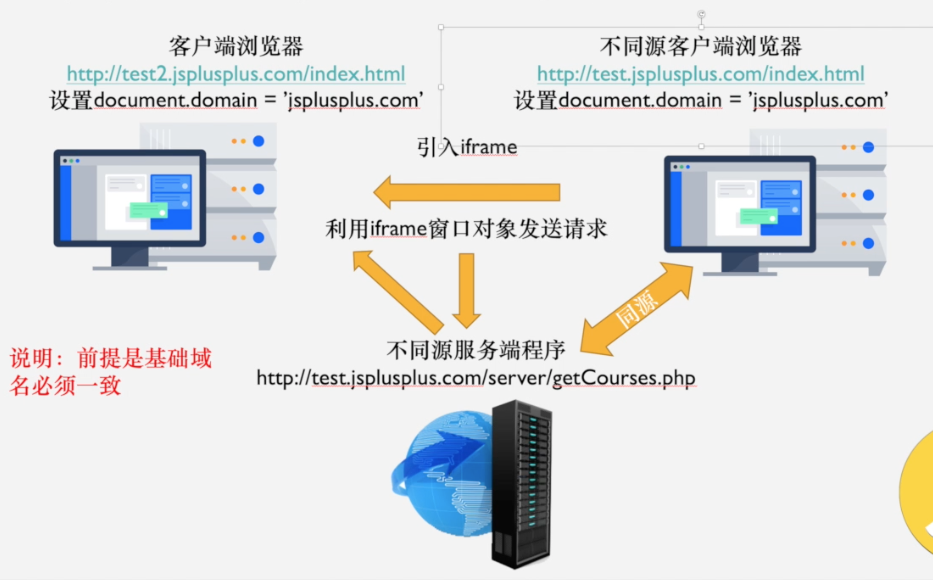 客户端浏览器
http://test2.jsplusplus.com/index.html
设置document.domain = 'jsplusplus.com'
不同源客户端浏览器
http://test.jsplusplus.com/index.html
设置document.domain = 'jsplusplus.com'
引入iframe
利用iframe窗口对象发送请求
同源
不同源服务端程序
http://test.jsplusplus.com/server/getCourses.php
说明：前提是基础域
名必须一致